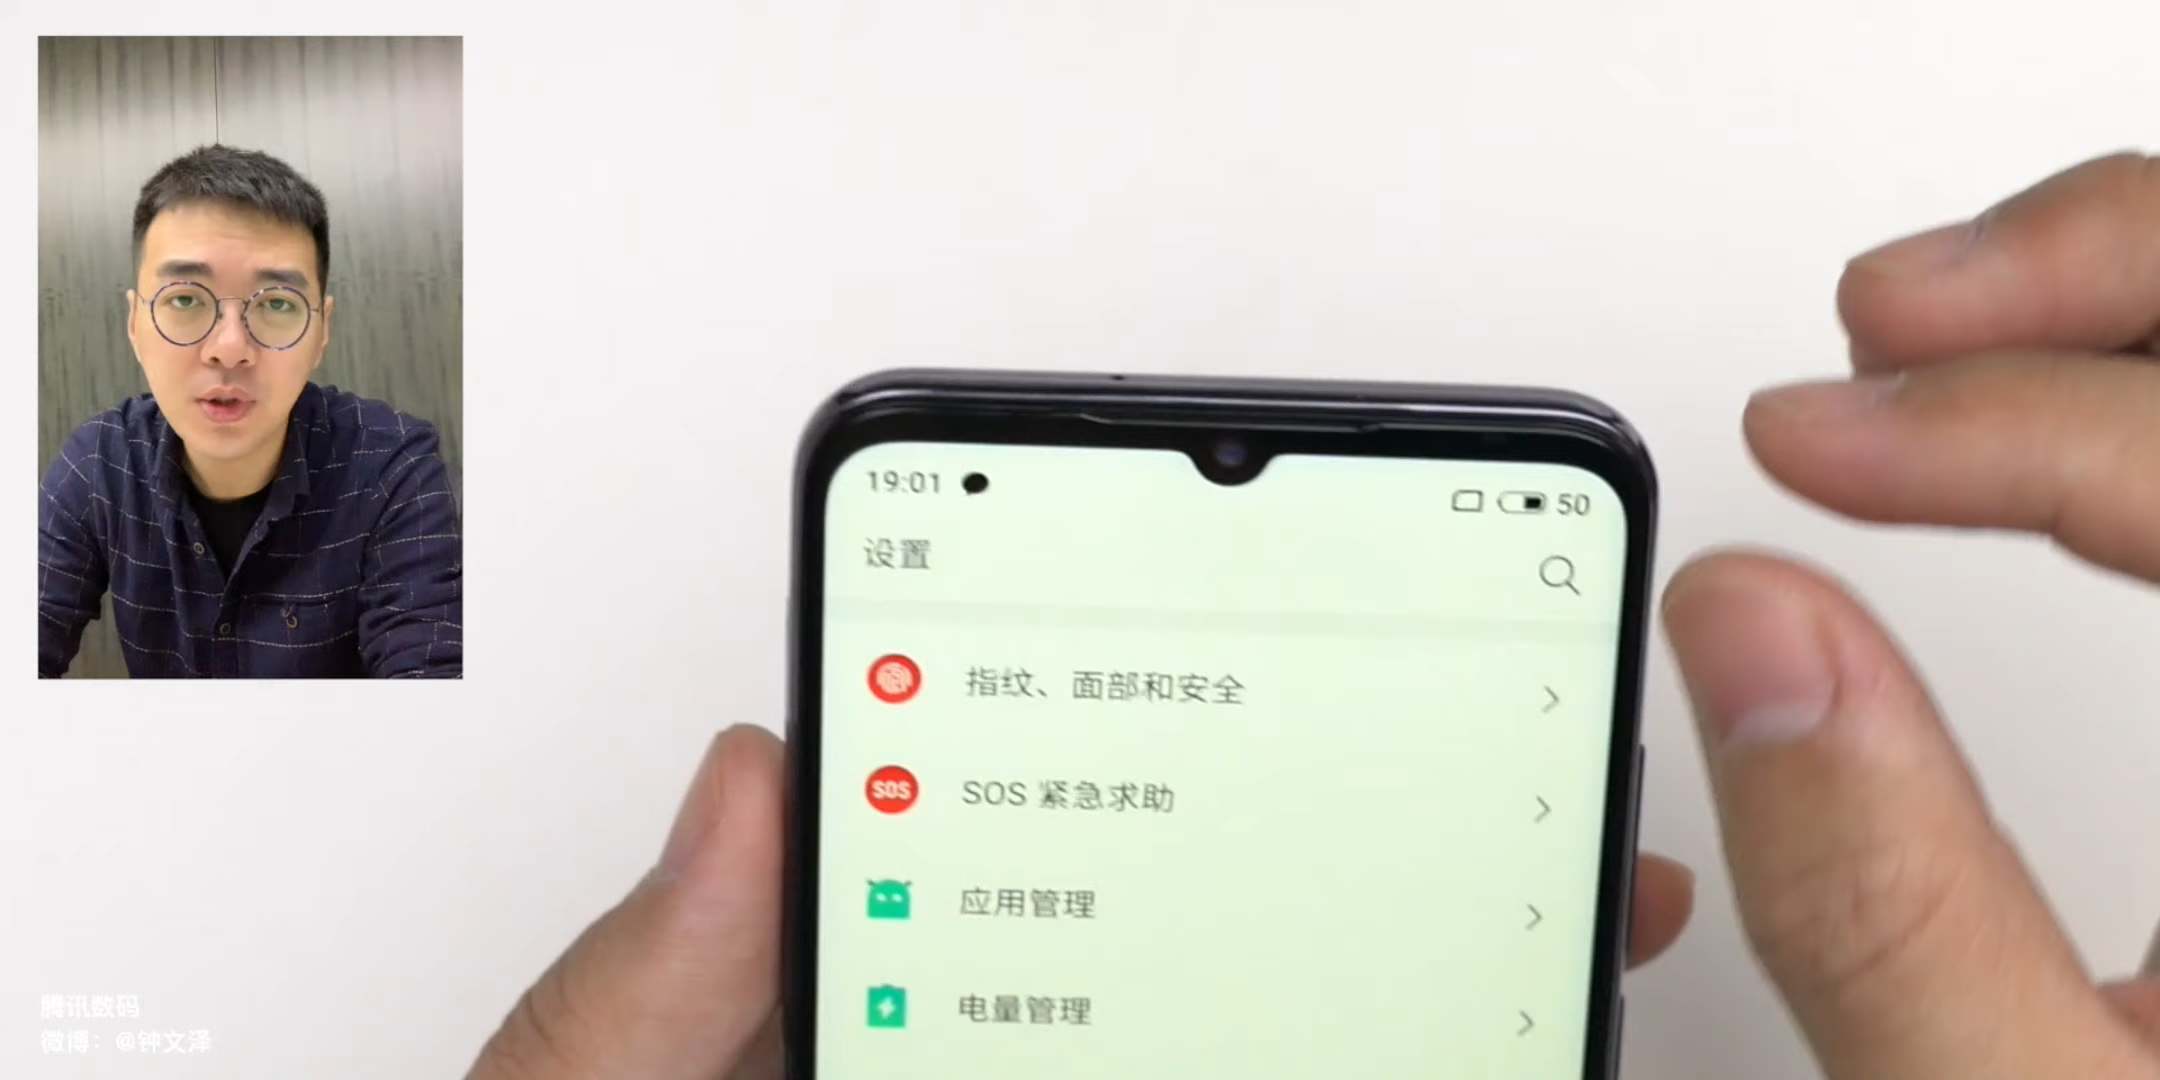 19:01
50
设置
指纹、面部和安全
SOS
SOS 紧急求助
应用管理
电量管理
腾讯数码
微博：@钟文泽